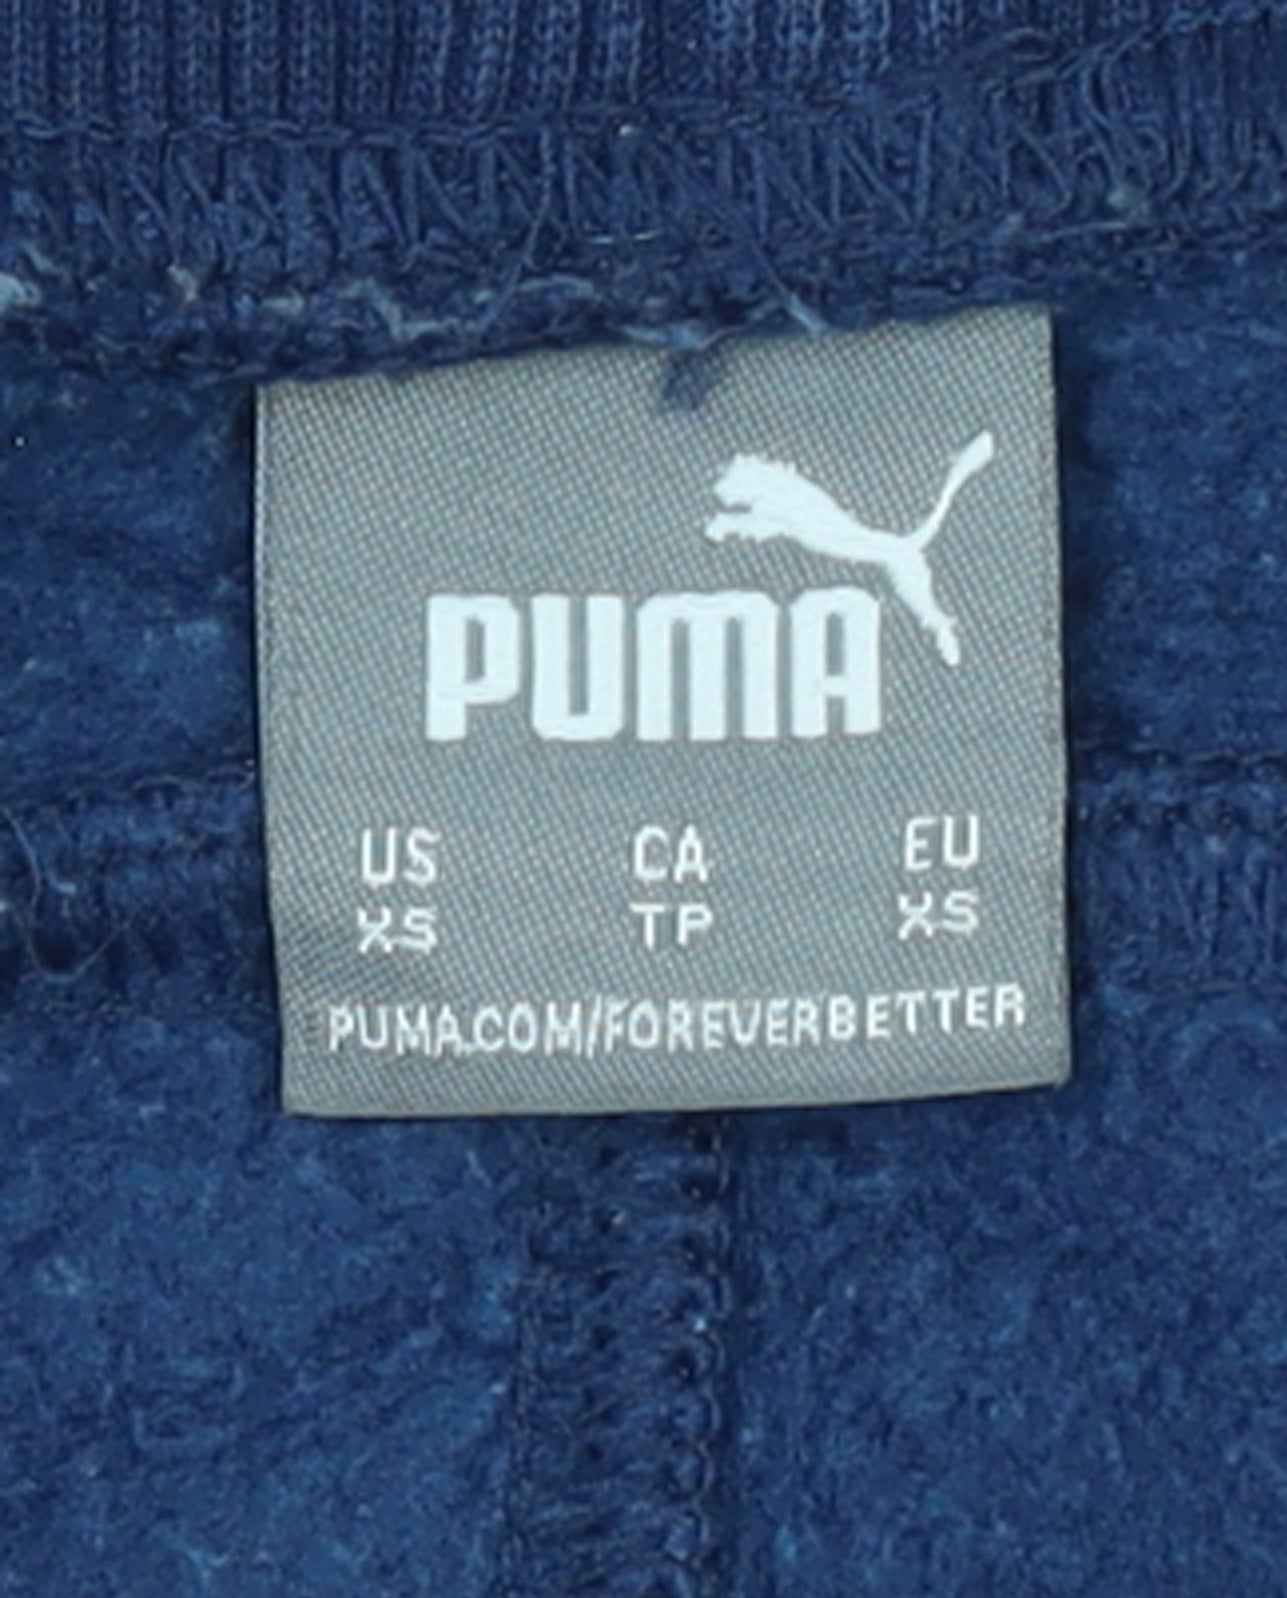 PUMA
US CA EU
XS TP XS
PUMA.COM/FOREVERBETTER